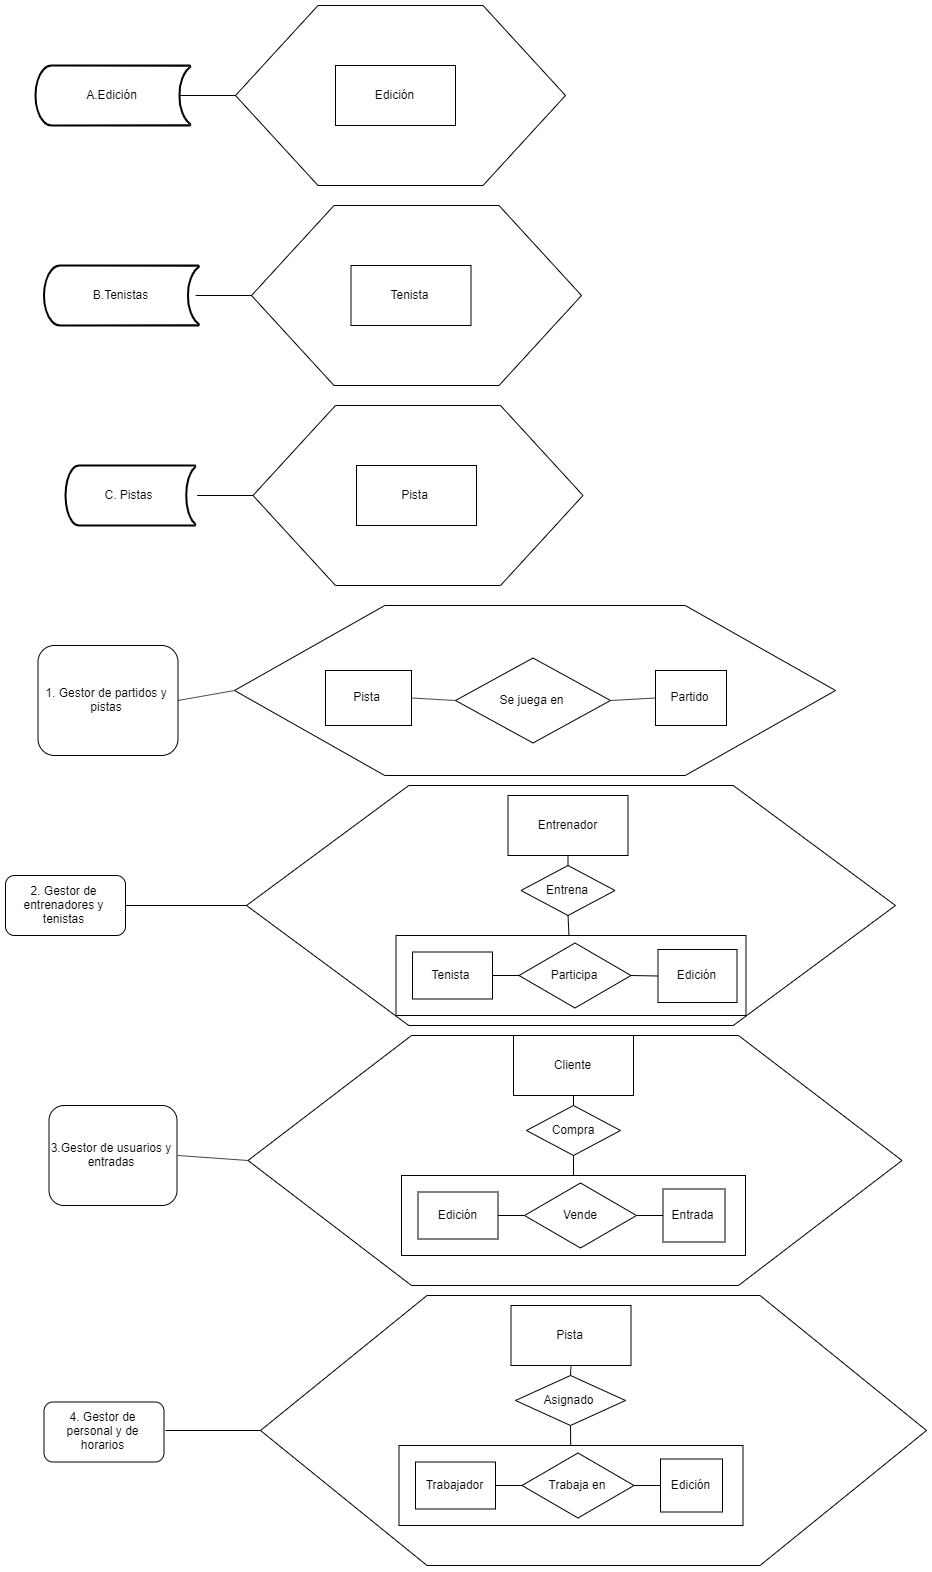 A.Edición
Edición
B.Tenistas
Tenista
C. Pistas
Pista
1. Gestor de partidos y
pistas
Pista
Se juega en
Partido
Entrenador
Entrena
2. Gestor de
entrenadores y
tenistas
Tenista
Participa
Edición
Cliente
Compra
3.Gestor de usuarios y
entradas
Edición
Vende
Entrada
Pista
Asignado
4. Gestor de
personal y de
horarios
Trabajador
Trabaja en
Edición